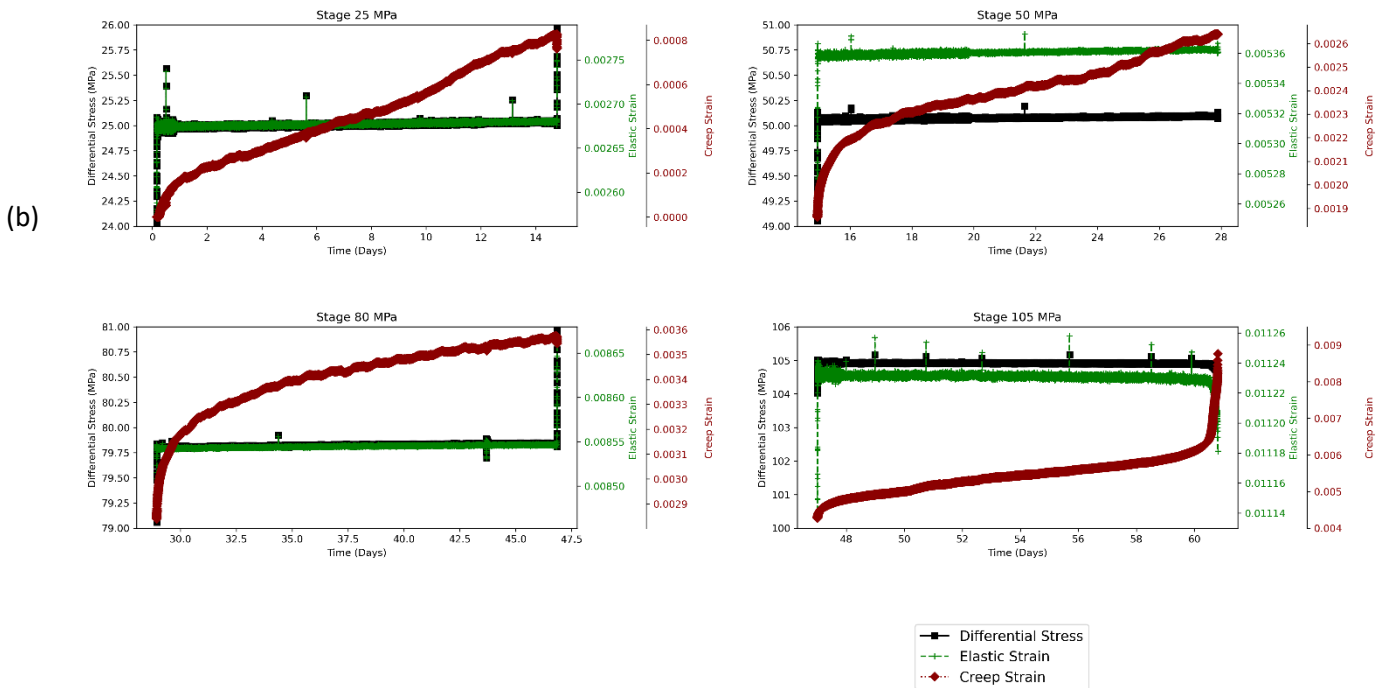 (b)
Stage 25 MPa
26.00
25.75
25.50
25.25
25.00
24.75
24.50
24.25
24.00
Differential Stress (MPa)
0 2 4 6 8 10 12 14
Time (Days)
0.00275
0.00270
0.00265
0.00260
Elastic Strain
0.0008
0.0006
0.0004
0.0002
0.0000
Creep Strain
Stage 50 MPa
51.00
50.75
50.50
50.25
50.00
49.75
49.50
49.25
49.00
Differential Stress (MPa)
16 18 20 22 24 26 28
Time (Days)
0.00536
0.00534
0.00532
0.00530
0.00528
0.00526
Elastic Strain
0.0026
0.0025
0.0024
0.0023
0.0022
0.0021
0.0020
0.0019
Creep Strain
Stage 80 MPa
81.00
80.75
80.50
80.25
80.00
79.75
79.50
79.25
79.00
Differential Stress (MPa)
30.0 32.5 35.0 37.5 40.0 42.5 45.0 47.5
Time (Days)
0.00865
0.00860
0.00855
0.00850
Elastic Strain
0.0036
0.0035
0.0034
0.0033
0.0032
0.0031
0.0030
0.0029
Creep Strain
Stage 105 MPa
106
105
104
103
102
101
100
Differential Stress (MPa)
48 50 52 54 56 58 60
Time (Days)
0.01126
0.01124
0.01122
0.01120
0.01118
0.01116
0.01114
Elastic Strain
0.009
0.008
0.007
0.006
0.005
0.004
Creep Strain
Differential Stress
Elastic Strain
Creep Strain